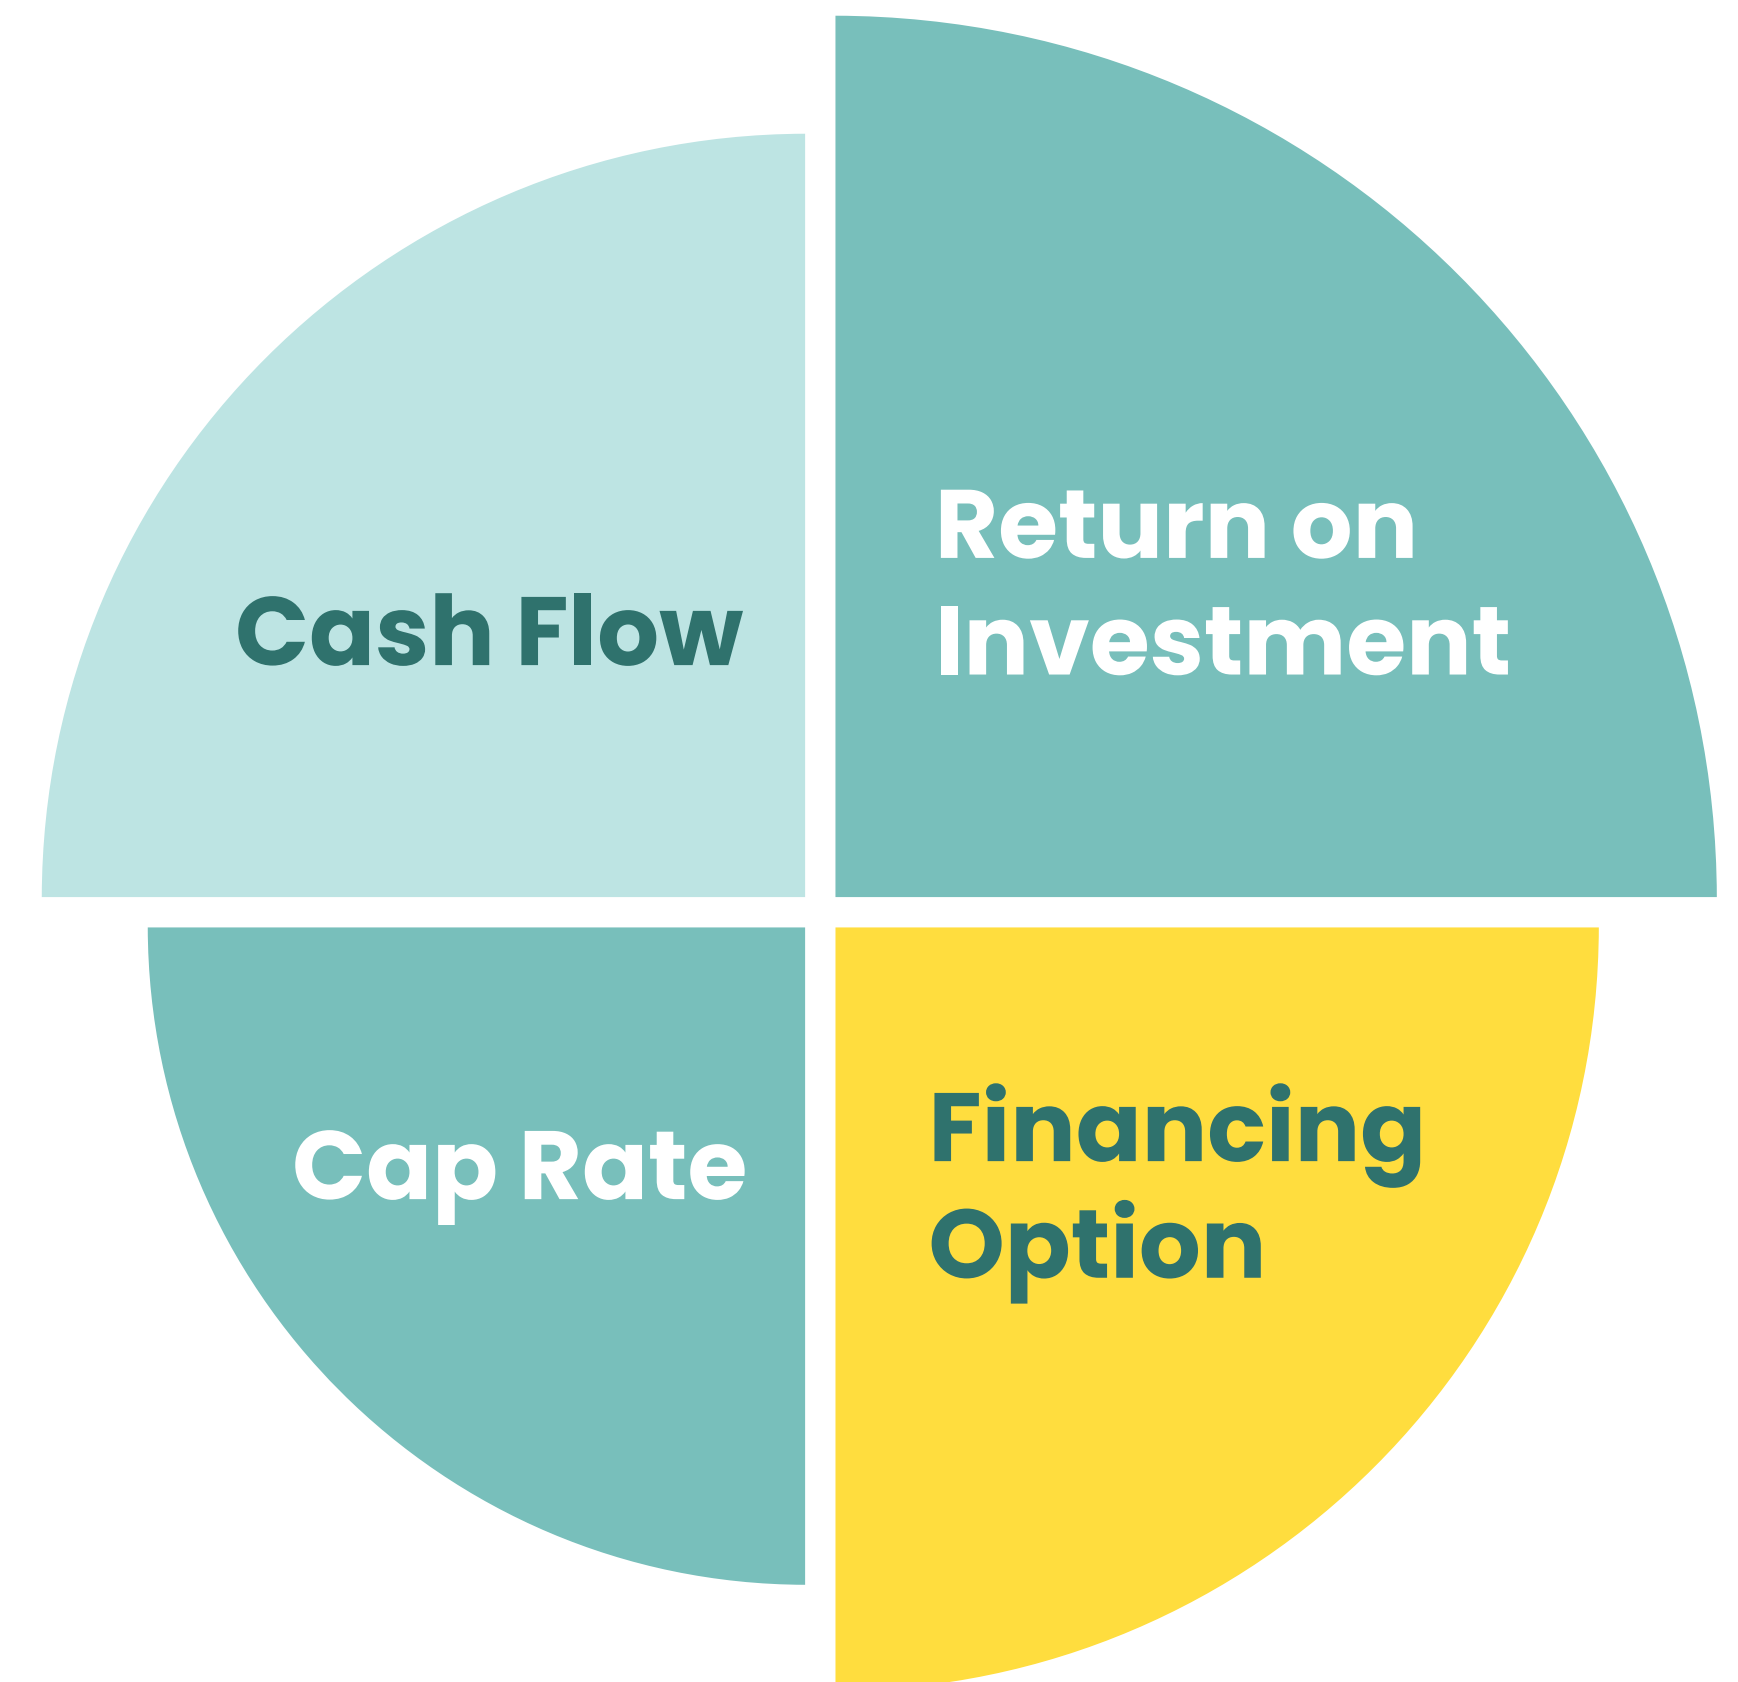 Cash Flow
Return on
Investment
Cap Rate
Financing
Option